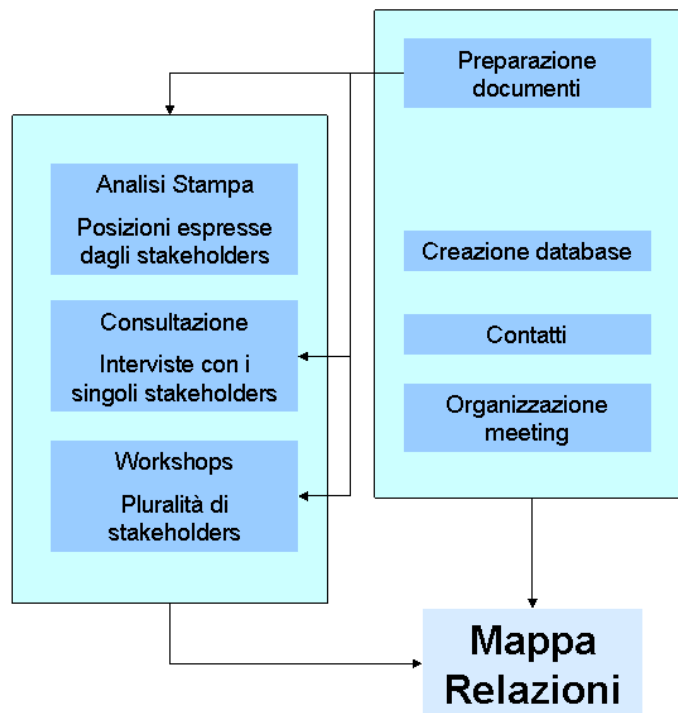 Preparazione
documenti
Analisi Stampa
Posizioni espresse
dagli stakeholders
Creazione database
Consultazione
Interviste con i
singoli stakeholders
Contatti
Organizzazione
meeting
Workshops
Pluralità di
stakeholders
Mappa
Relazioni